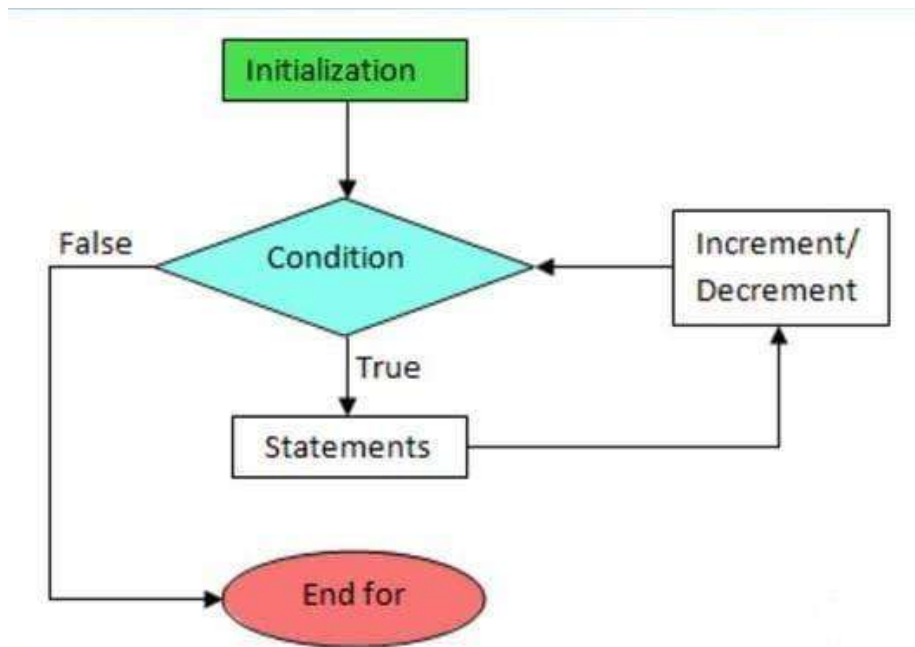 Initialization
False
Condition
Increment/
Decrement
True
Statements
End for